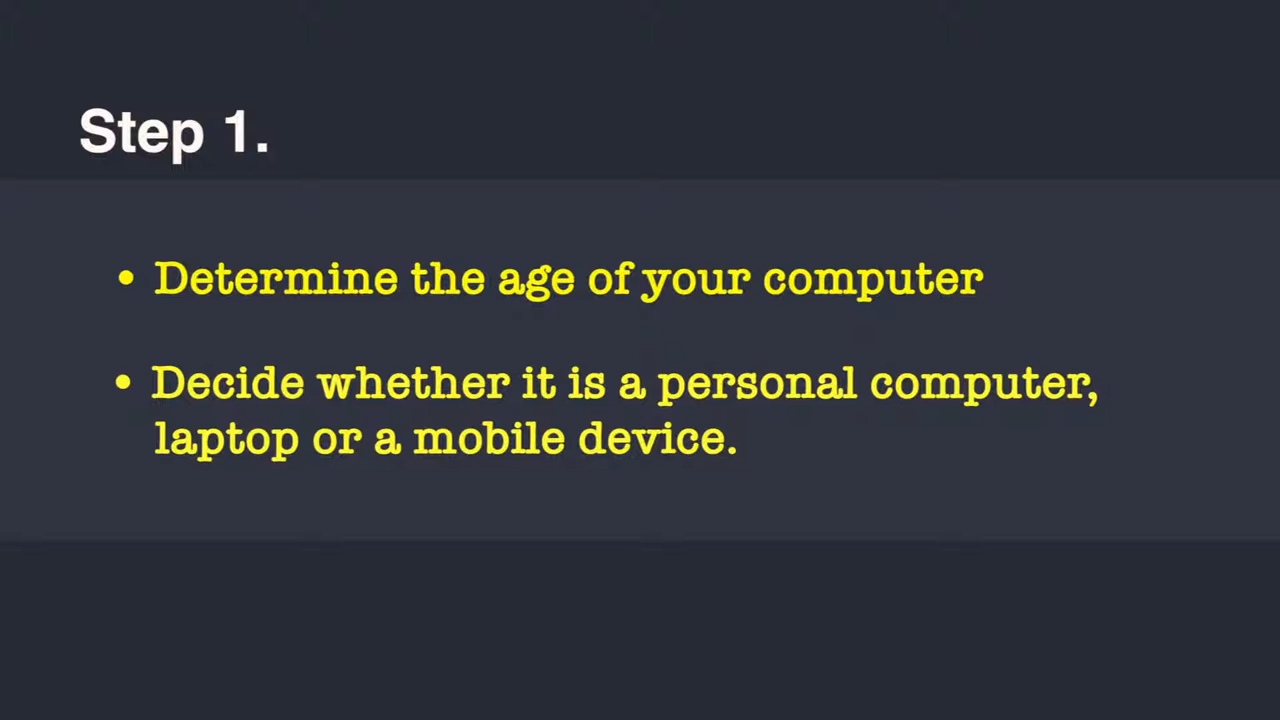 Step 1.
• Determine the age of your computer
• Decide whether it is a personal computer,
laptop or a mobile device.